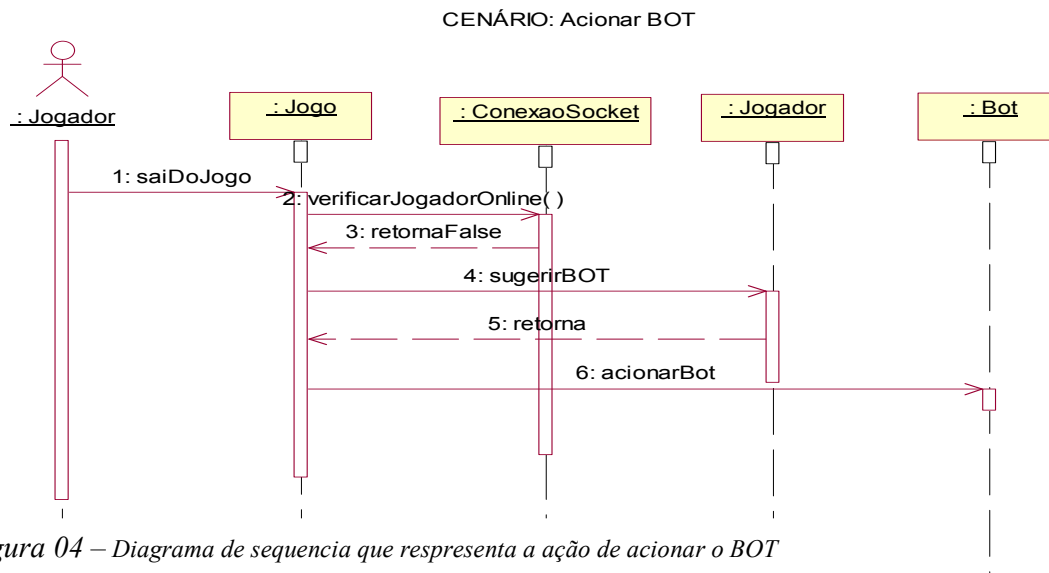 CENÁRIO: Acionar BOT
: Jogador
: Jogo
: ConexaoSocket
: Jogador
: Bot
1: saiDoJogo
2: verificarJogadorOnline( )
3: retornaFalse
4: sugerirBOT
5: retorna
6: acionarBot
gura 04 – Diagrama de sequencia que respresenta a ação de acionar o BOT